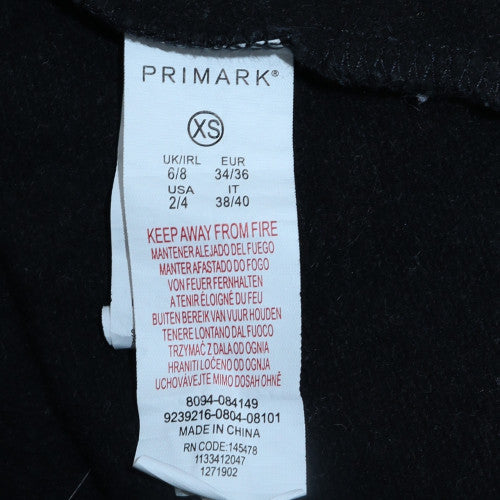 PRIMARK®
XS
UK/IRL EUR
6/8 34/36
USA IT
2/4 38/40
KEEP AWAY FROM FIRE
MANTENER ALEJADO DEL FUEGO
MANTER AFASTADO DO FOGO
VON FEUER FERNHALTEN
A TENIR ÉLOIGNÉ DU FEU
BUITEN BEREIK VAN VUUR HOUDEN
TENERE LONTANO DAL FUOCO
TRZYMAĆ Z DALA OD OGNIA
HRANITI LOČENO OD OGNJA
UCHOVÁVEJTE MIMO DOSAH OHNĚ
8094-084149
9239216-0804-08101
MADE IN CHINA
RN CODE: 145478
1133412047
1271902